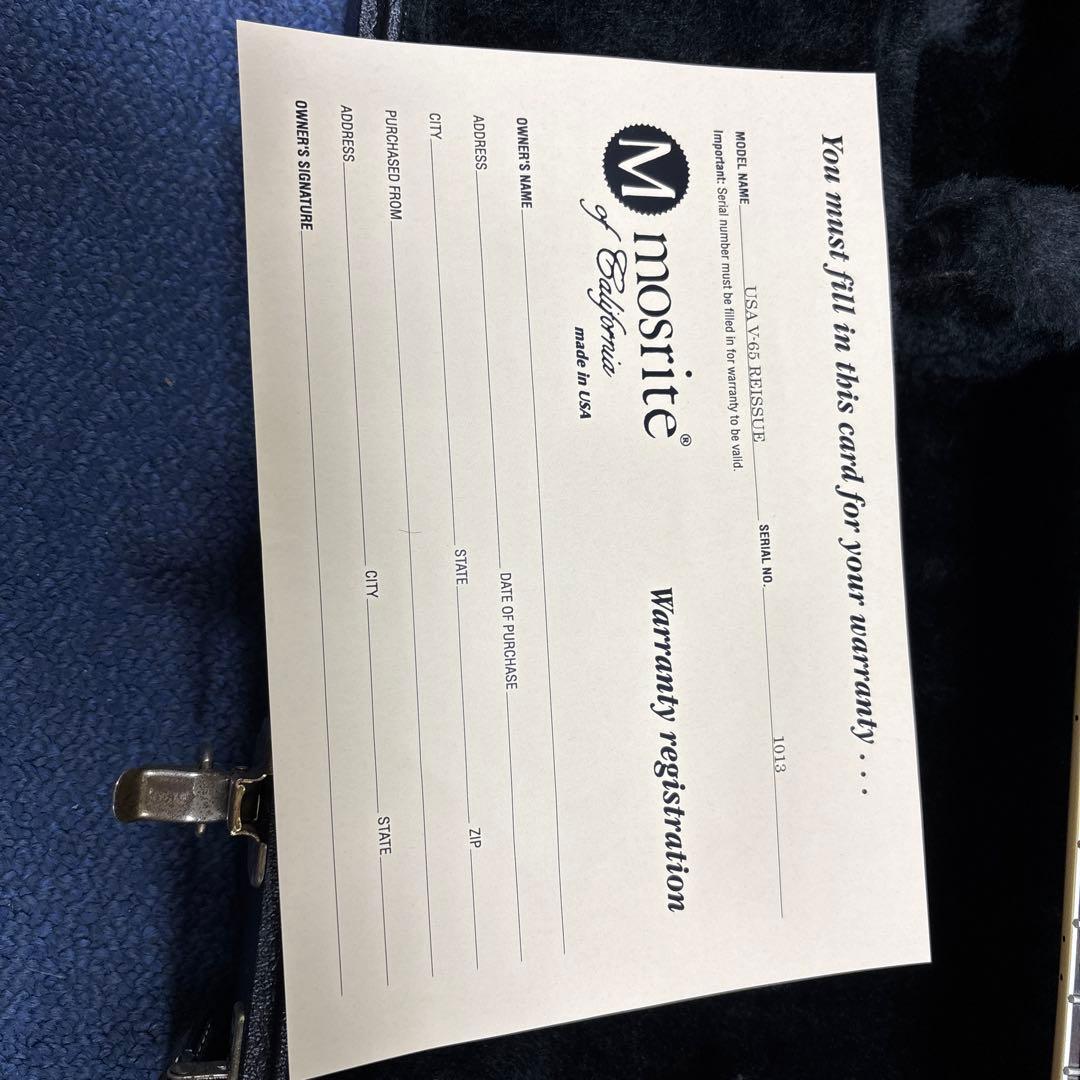 You must fill in this card for your warranty . . .
MODEL NAME USA V-65 REISSUE SERIAL NO. 1013
Important: Serial number must be filled in for warranty to be valid.
M mosrite®
of California made in USA
Warranty registration
OWNER'S NAME
ADDRESS DATE OF PURCHASE
CITY STATE ZIP
PURCHASED FROM
ADDRESS CITY STATE
OWNER'S SIGNATURE